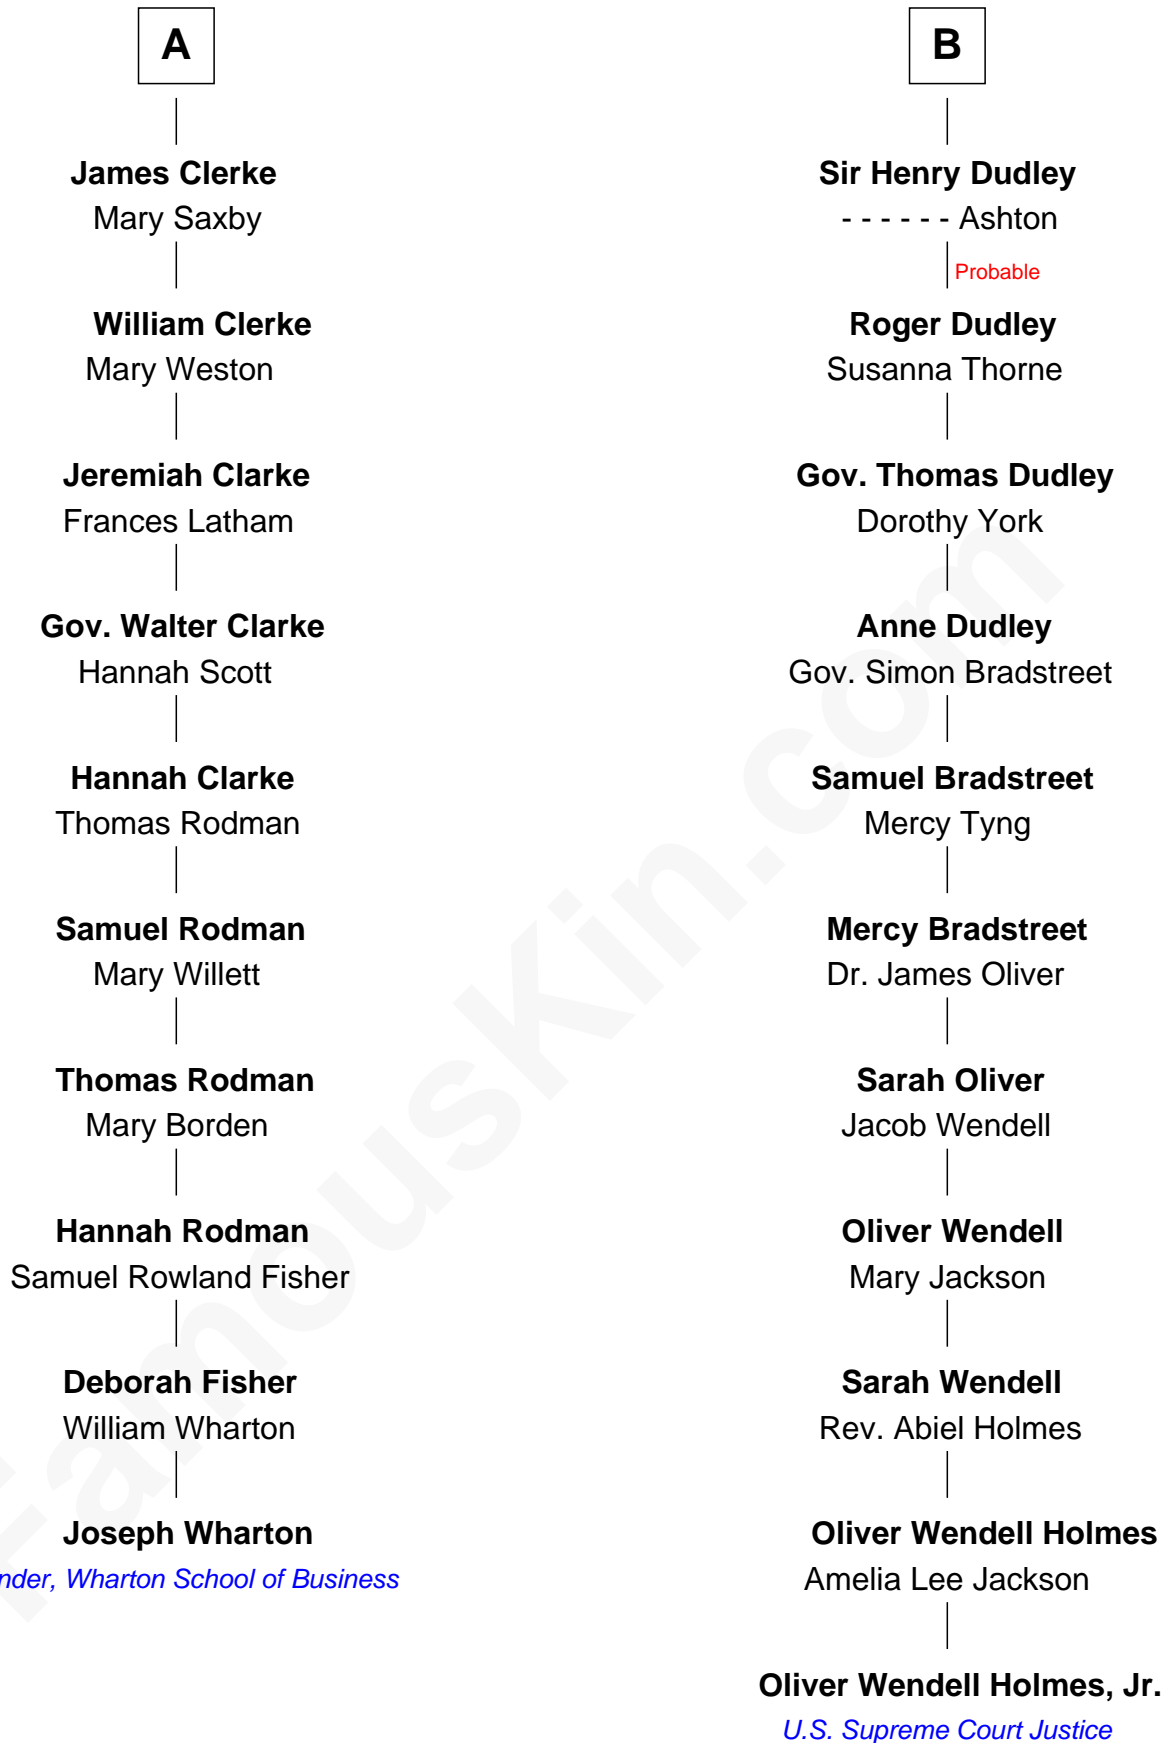 A
James Clerke
Mary Saxby
William Clerke
Mary Weston
Jeremiah Clarke
Frances Latham
Gov. Walter Clarke
Hannah Scott
Hannah Clarke
Thomas Rodman
Samuel Rodman
Mary Willett
Thomas Rodman
Mary Borden
Hannah Rodman
Samuel Rowland Fisher
Deborah Fisher
William Wharton
Joseph Wharton
nder, Wharton School of Business
B
Sir Henry Dudley
- - - - - - Ashton
Probable
Roger Dudley
Susanna Thorne
Gov. Thomas Dudley
Dorothy York
Anne Dudley
Gov. Simon Bradstreet
Samuel Bradstreet
Mercy Tyng
Mercy Bradstreet
Dr. James Oliver
Sarah Oliver
Jacob Wendell
Oliver Wendell
Mary Jackson
Sarah Wendell
Rev. Abiel Holmes
Oliver Wendell Holmes
Amelia Lee Jackson
Oliver Wendell Holmes, Jr.
U.S. Supreme Court Justice
FamousKin.com